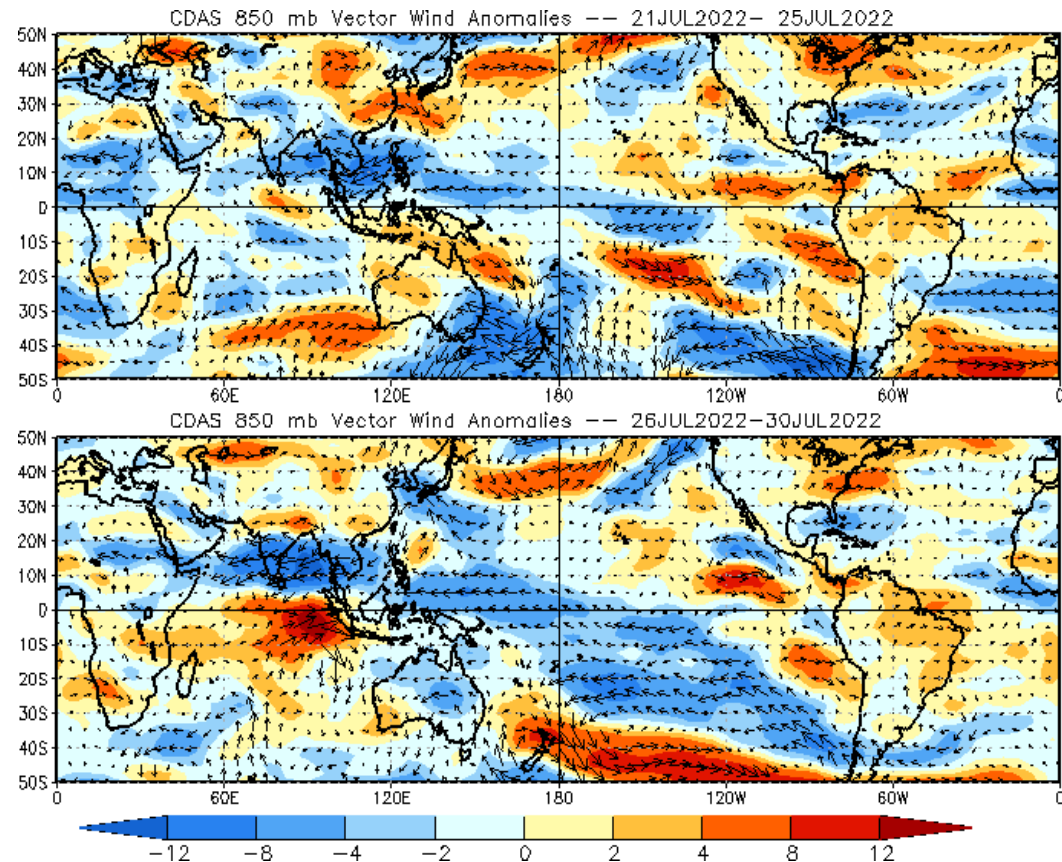 CDAS 850 mb Vector Wind Anomalies -- 21JUL2022- 25JUL2022
50N
40N
30N
20N
10N
0
10S
20S
30S
40S
50S
0 60E 120E 180 120W 60W 0
CDAS 850 mb Vector Wind Anomalies -- 26JUL2022-30JUL2022
50N
40N
30N
20N
10N
0
10S
20S
30S
40S
50S
0 60E 120E 180 120W 60W 0
-12 -8 -4 -2 0 2 4 8 12